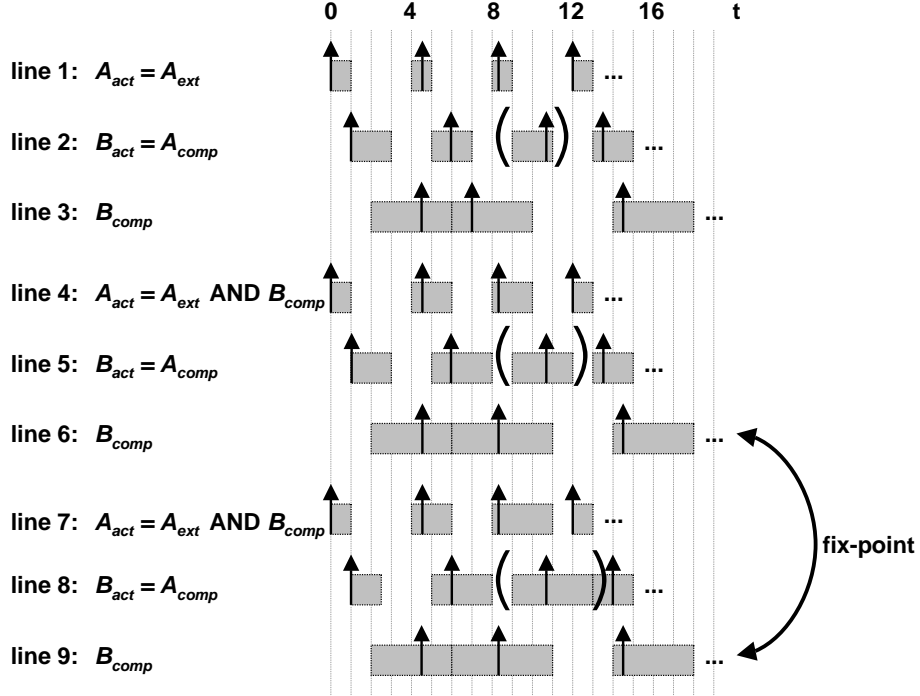 0 4 8 12 16 t
line 1: A_act = A_ext ...
line 2: B_act = A_comp ( ) ...
line 3: B_comp ...
line 4: A_act = A_ext AND B_comp ...
line 5: B_act = A_comp ( ) ...
line 6: B_comp ...
line 7: A_act = A_ext AND B_comp ...
fix-point
line 8: B_act = A_comp ( ) ...
line 9: B_comp ...